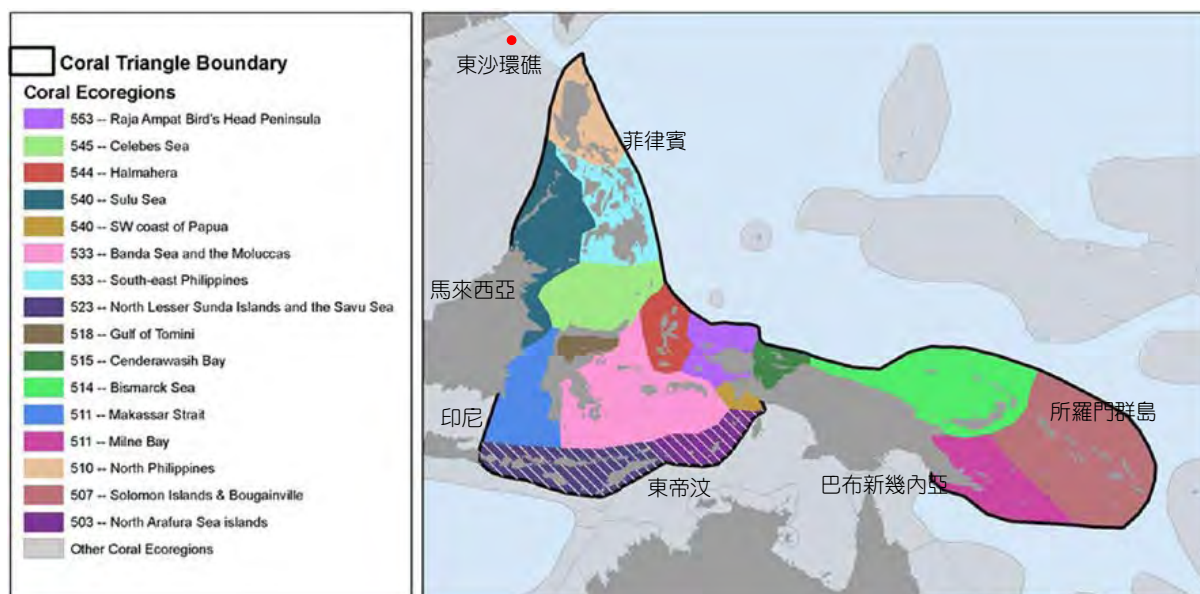 Coral Triangle Boundary
Coral Ecoregions
553 -- Raja Ampat Bird's Head Peninsula
545 -- Celebes Sea
544 -- Halmahera
540 -- Sulu Sea
540 -- SW coast of Papua
533 -- Banda Sea and the Moluccas
533 -- South-east Philippines
523 -- North Lesser Sunda Islands and the Savu Sea
518 -- Gulf of Tomini
515 -- Cenderawasih Bay
514 -- Bismarck Sea
511 -- Makassar Strait
511 -- Milne Bay
510 -- North Philippines
507 -- Solomon Islands & Bougainville
503 -- North Arafura Sea islands
Other Coral Ecoregions
東沙環礁
菲律賓
馬來西亞
印尼
所羅門群島
東帝汶
巴布新幾內亞